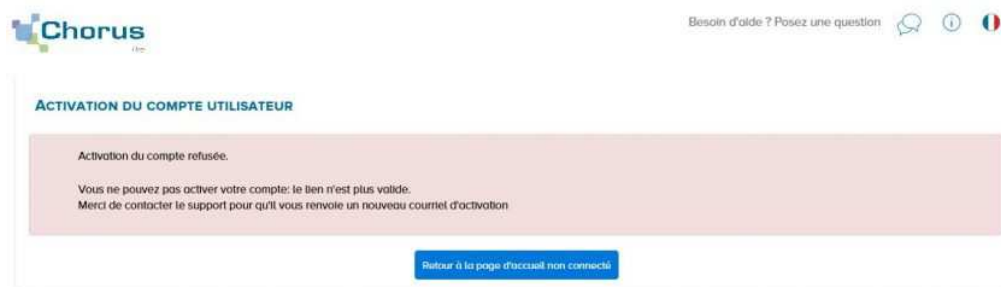 Besoin d'aide ? Posez une question
Chorus
ACTIVATION DU COMPTE UTILISATEUR
Activation du compte refusée.
Vous ne pouvez pas activer votre compte: le lien n'est plus valide.
Merci de contacter le support pour qu'il vous renvoie un nouveau courriel d'activation
Retour à la page d'accueil non connecté